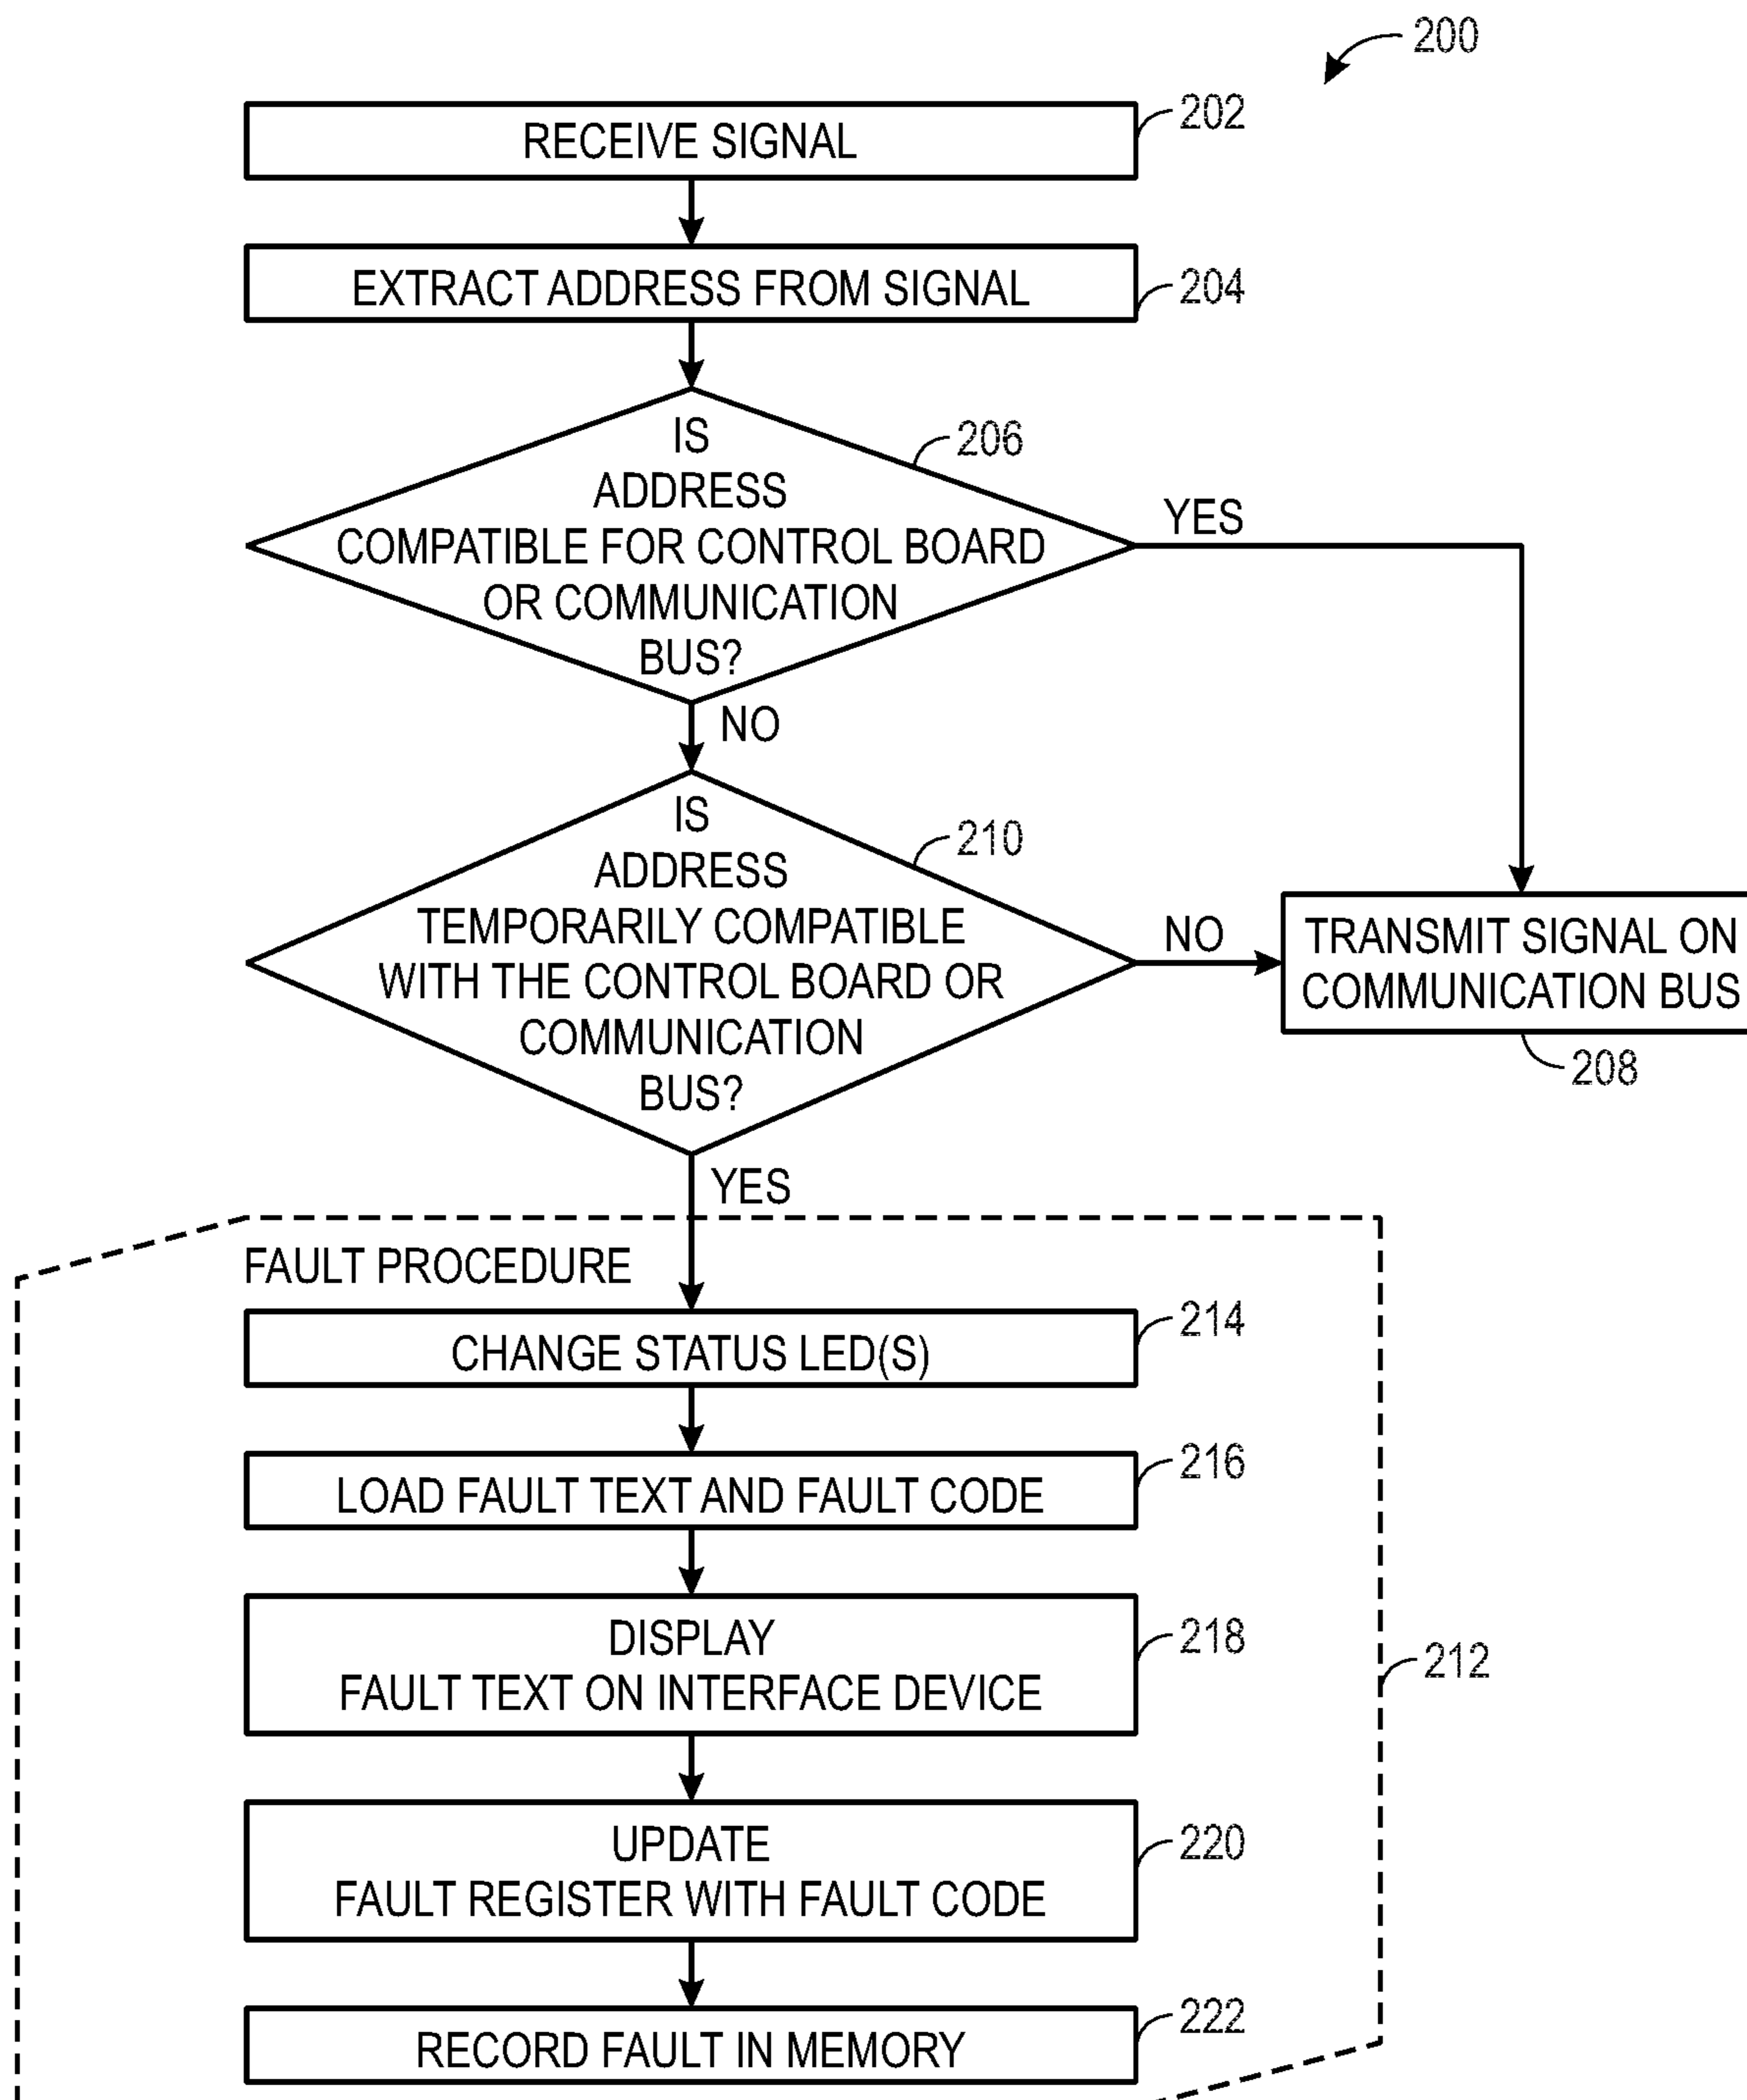 200
RECEIVE SIGNAL
202
EXTRACT ADDRESS FROM SIGNAL
204
IS
ADDRESS
COMPATIBLE FOR CONTROL BOARD
OR COMMUNICATION
BUS?
206
YES
NO
IS
ADDRESS
TEMPORARILY COMPATIBLE
WITH THE CONTROL BOARD OR
COMMUNICATION
BUS?
210
NO
TRANSMIT SIGNAL ON
COMMUNICATION BUS
208
YES
FAULT PROCEDURE
CHANGE STATUS LED(S)
214
LOAD FAULT TEXT AND FAULT CODE
216
DISPLAY
FAULT TEXT ON INTERFACE DEVICE
218
212
UPDATE
FAULT REGISTER WITH FAULT CODE
220
RECORD FAULT IN MEMORY
222